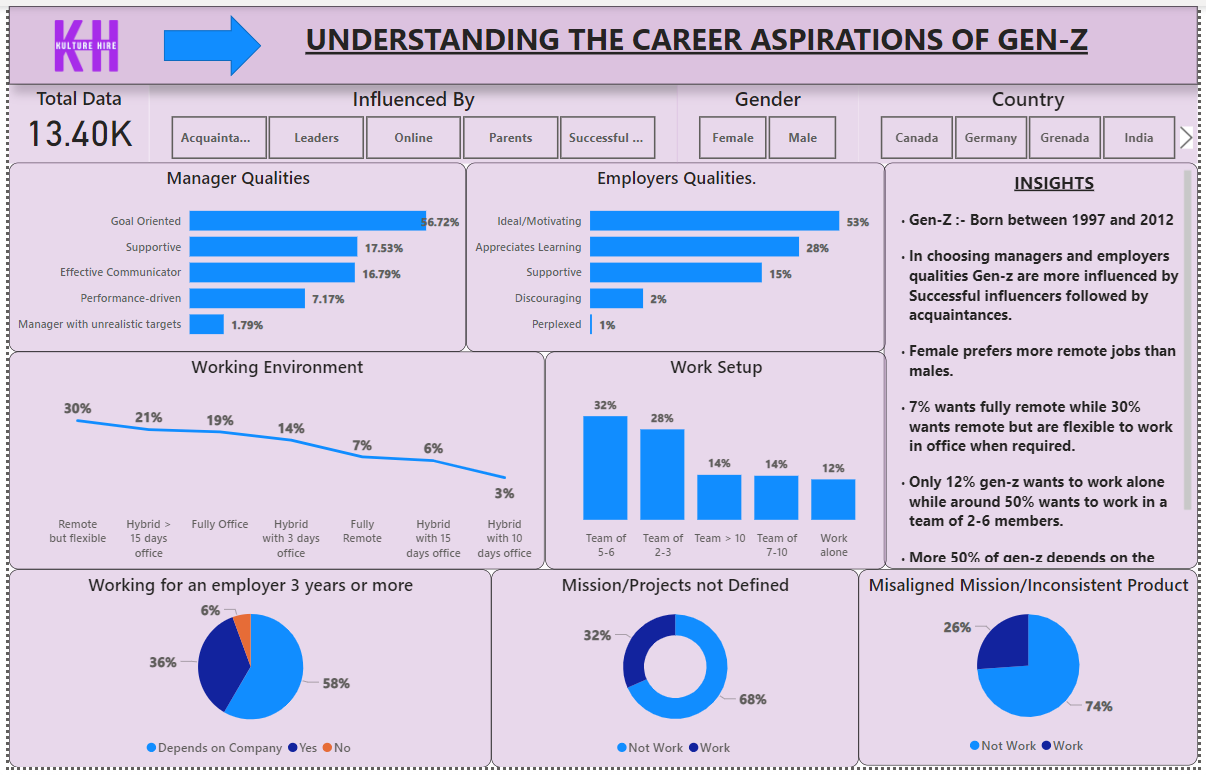 KH
KULTURE HIRE
UNDERSTANDING THE CAREER ASPIRATIONS OF GEN-Z
Total Data
13.40K
Influenced By
Acquainta...
Leaders
Online
Parents
Successful ...
Gender
Female
Male
Country
Canada
Germany
Grenada
India
Manager Qualities
Goal Oriented
56.72%
Supportive
17.53%
Effective Communicator
16.79%
Performance-driven
7.17%
Manager with unrealistic targets
1.79%
Employers Qualities.
Ideal/Motivating
53%
Appreciates Learning
28%
Supportive
15%
Discouraging
2%
Perplexed
1%
INSIGHTS
· Gen-Z :- Born between 1997 and 2012
· In choosing managers and employers
qualities Gen-z are more influenced by
Successful influencers followed by
acquaintances.
· Female prefers more remote jobs than
males.
· 7% wants fully remote while 30%
wants remote but are flexible to work
in office when required.
· Only 12% gen-z wants to work alone
while around 50% wants to work in a
team of 2-6 members.
· More 50% of gen-z depends on the
Working Environment
30%
21%
19%
14%
7%
6%
3%
Remote
but flexible
Hybrid >
15 days
office
Fully Office
Hybrid
with 3 days
office
Fully
Remote
Hybrid
with 15
days office
Hybrid
with 10
days office
Work Setup
32%
28%
14%
14%
12%
Team of
5-6
Team of
2-3
Team > 10
Team of
7-10
Work
alone
Working for an employer 3 years or more
6%
36%
58%
Depends on Company
Yes
No
Mission/Projects not Defined
32%
68%
Not Work
Work
Misaligned Mission/Inconsistent Product
26%
74%
Not Work
Work